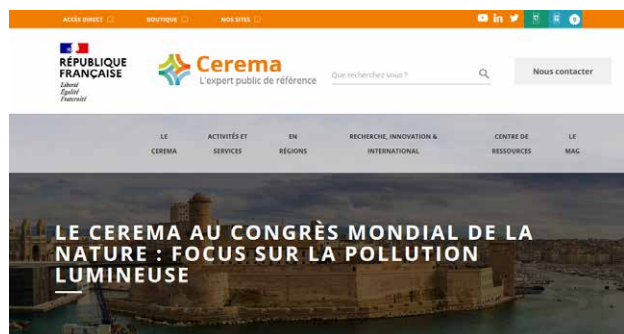 ACCÈS DIRECT
BOUTIQUE
NOS SITES
RÉPUBLIQUE
FRANÇAISE
Liberté
Égalité
Fraternité
Cerema
L'expert public de référence
Que recherchez vous ?
Nous contacter
LE
CEREMA
ACTIVITÉS ET
SERVICES
EN
RÉGIONS
RECHERCHE, INNOVATION &
INTERNATIONAL
CENTRE DE
RESSOURCES
LE
MAG
LE CEREMA AU CONGRÈS MONDIAL DE LA
NATURE : FOCUS SUR LA POLLUTION
LUMINEUSE